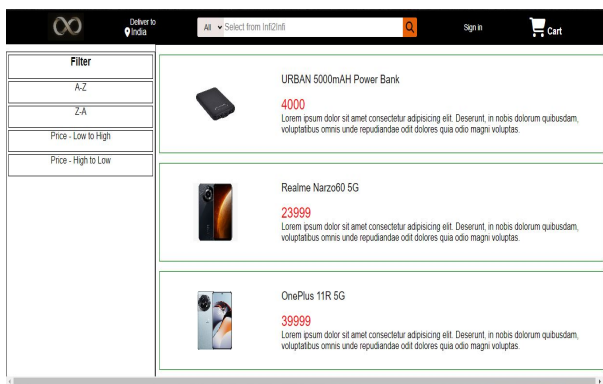 Deliver to
India
All
Select from Infi2Infi
Q
Sign in
Cart
Filter
A-Z
Z-A
Price - Low to High
Price - High to Low
URBAN 5000mAH Power Bank
4000
Lorem ipsum dolor sit amet consectetur adipisicing elit. Deserunt, in nobis dolorum quibusdam,
voluptatibus omnis unde repudiandae odit dolores quia odio magni voluptas.
Realme Narzo60 5G
23999
Lorem ipsum dolor sit amet consectetur adipisicing elit. Deserunt, in nobis dolorum quibusdam,
voluptatibus omnis unde repudiandae odit dolores quia odio magni voluptas.
OnePlus 11R 5G
39999
Lorem ipsum dolor sit amet consectetur adipisicing elit. Deserunt, in nobis dolorum quibusdam,
voluptatibus omnis unde repudiandae odit dolores quia odio magni voluptas.